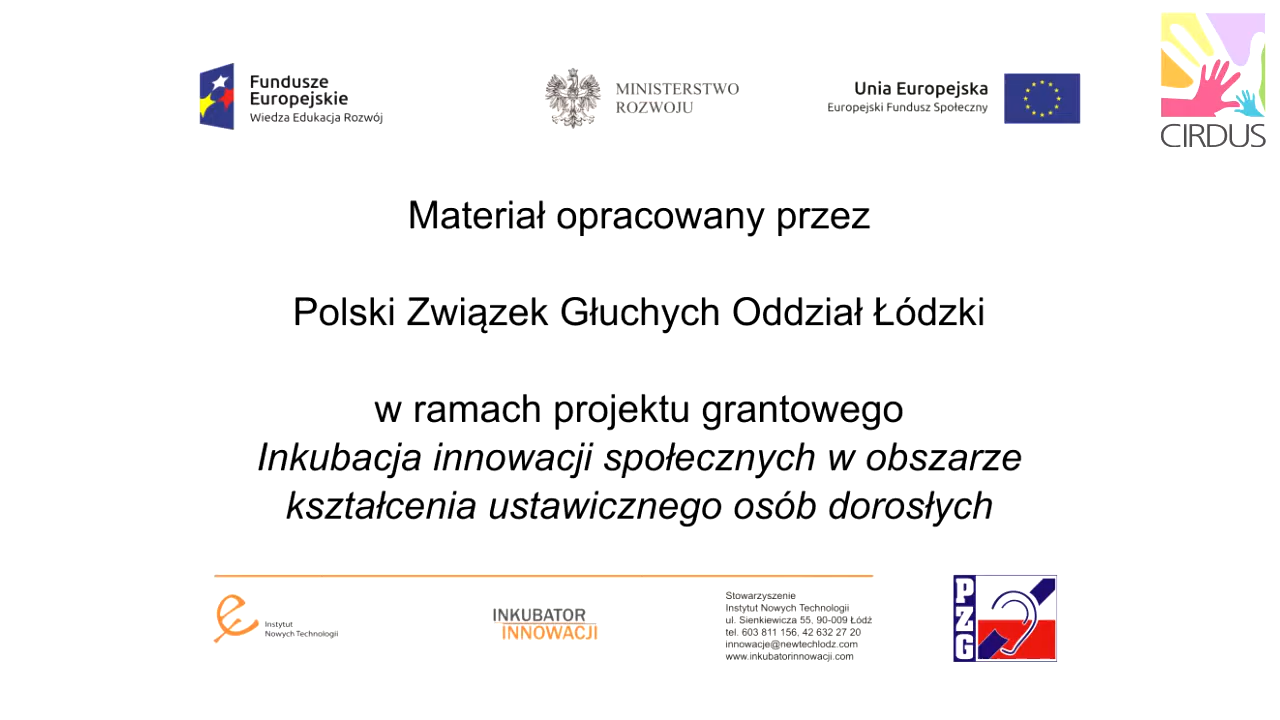 Fundusze
Europejskie
Wiedza Edukacja Rozwój
MINISTERSTWO
ROZWOJU
Unia Europejska
Europejski Fundusz Społeczny
CIRDUS
Materiał opracowany przez
Polski Związek Głuchych Oddział Łódzki
w ramach projektu grantowego
Inkubacja innowacji społecznych w obszarze
kształcenia ustawicznego osób dorosłych
Instytut
Nowych Technologii
INKUBATOR
INNOWACJI
Stowarzyszenie
Instytut Nowych Technologii
ul. Sienkiewicza 55, 90-009 Łódź
tel. 603 811 156, 42 632 27 20
innowacje@newtechlodz.com
www.inkubatorinnowacji.com
PZG